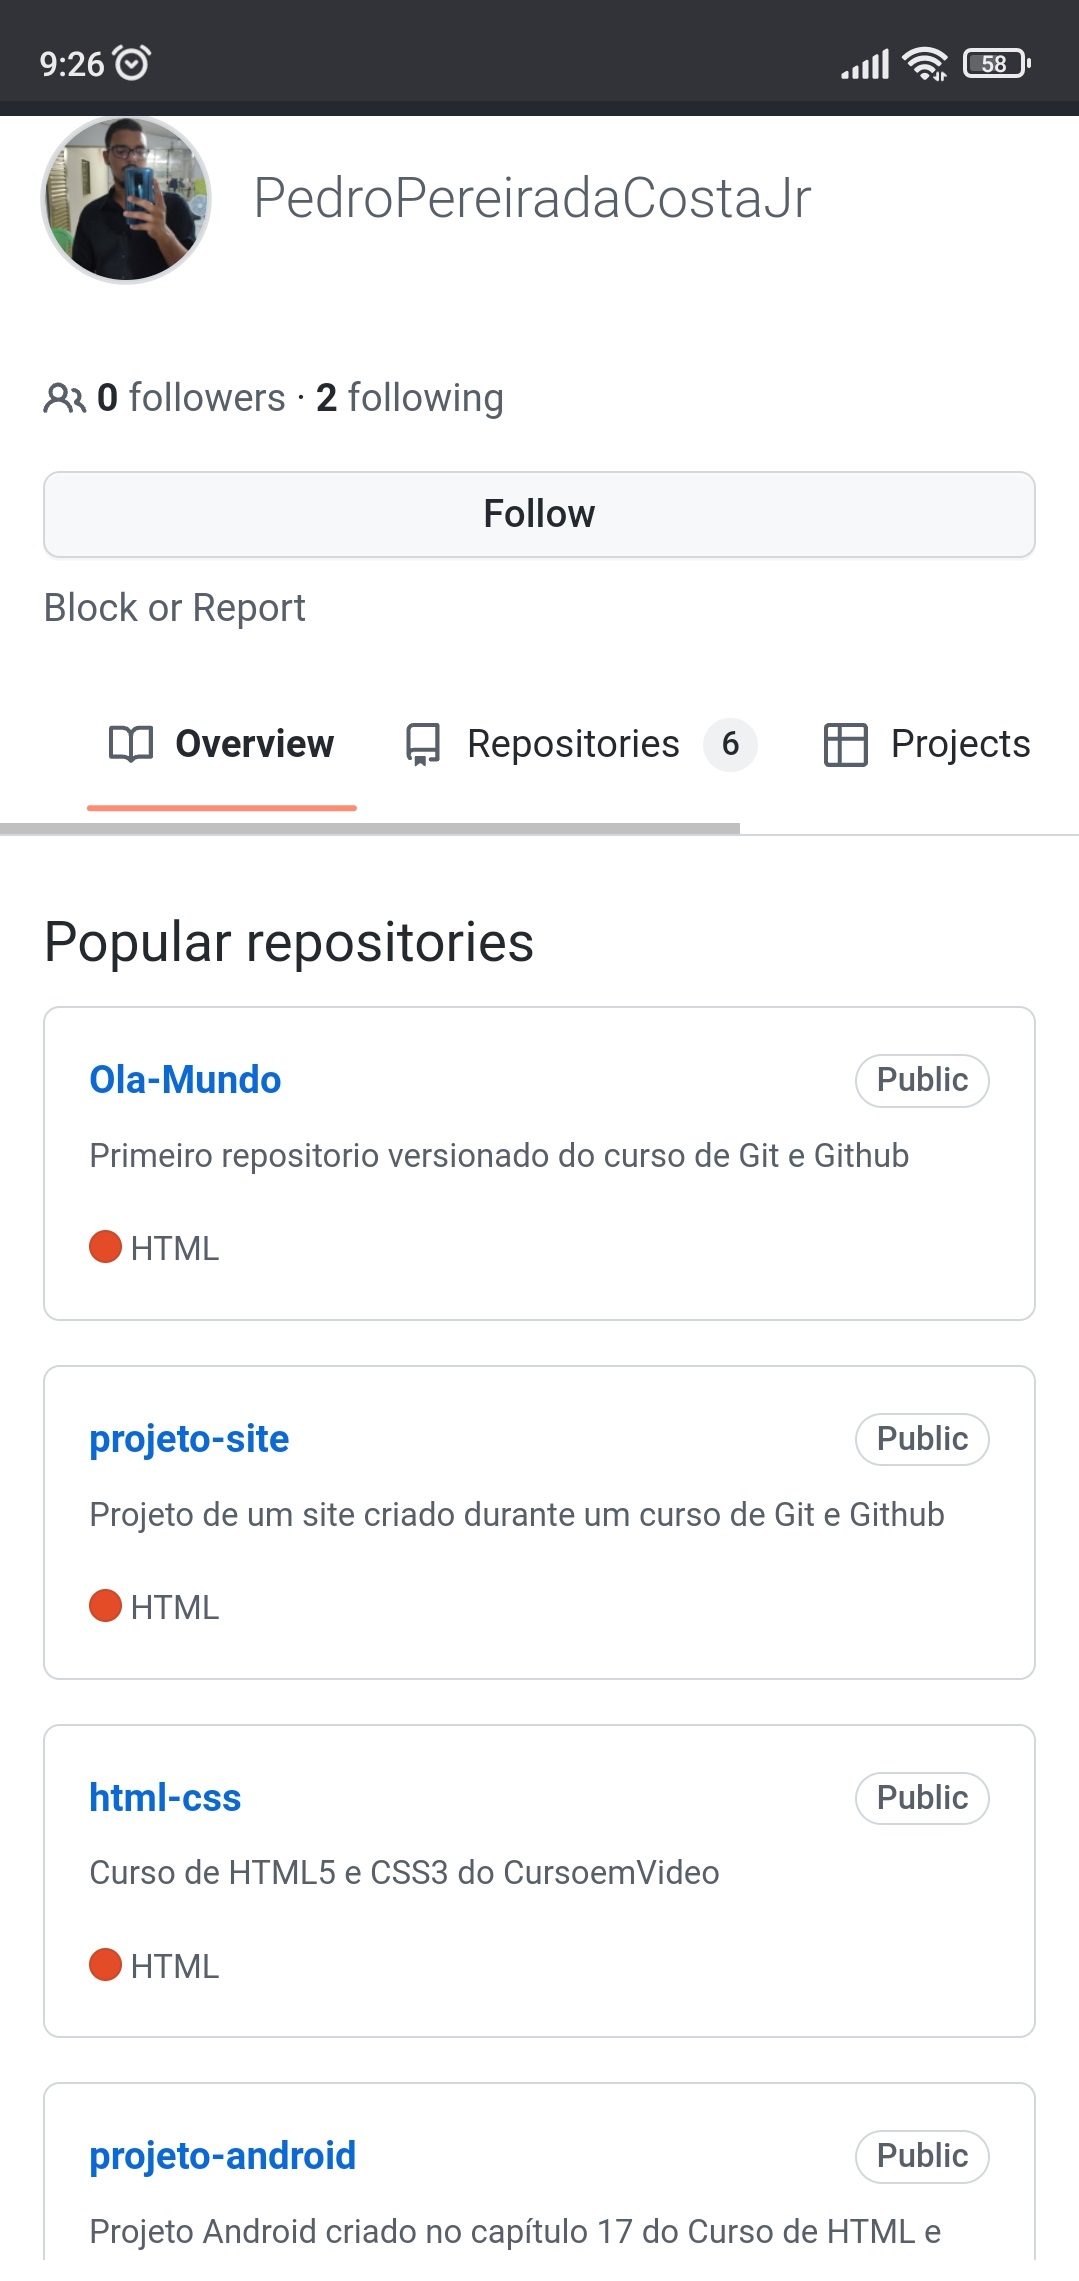 9:26
58
PedroPereiradaCostaJr
0 followers · 2 following
Follow
Block or Report
Overview Repositories 6 Projects
Popular repositories
Ola-Mundo Public
Primeiro repositorio versionado do curso de Git e Github
HTML
projeto-site Public
Projeto de um site criado durante um curso de Git e Github
HTML
html-css Public
Curso de HTML5 e CSS3 do CursoemVideo
HTML
projeto-android Public
Projeto Android criado no capítulo 17 do Curso de HTML e